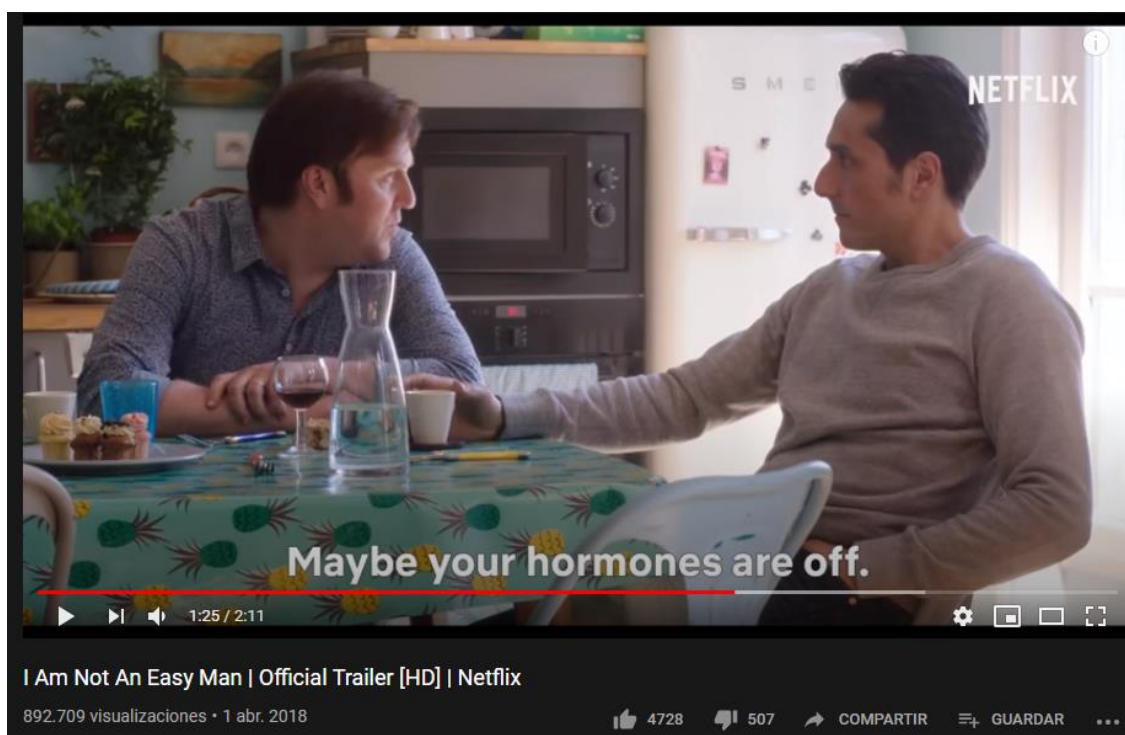 SMEG
NETFLIX
Maybe your hormones are off.
1:25 / 2:11
I Am Not An Easy Man | Official Trailer [HD] | Netflix
892.709 visualizaciones • 1 abr. 2018
4728 507 COMPARTIR GUARDAR